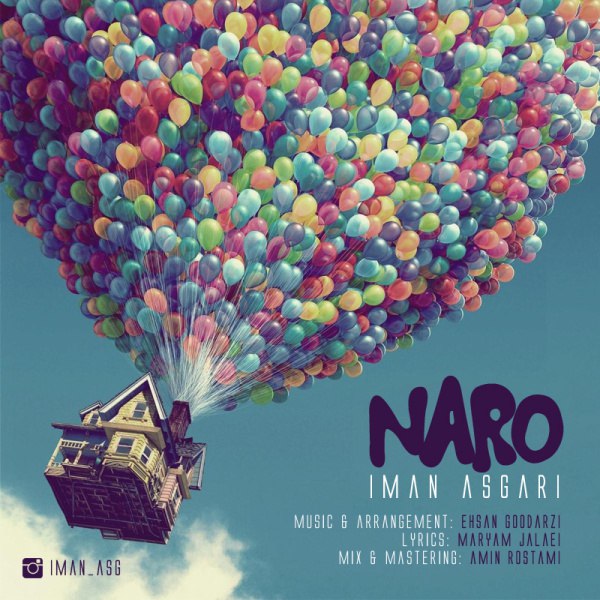 NARO
IMAN ASGARI
MUSIC & ARRANGEMENT: EHSAN GOODARZI
LYRICS: MARYAM JALAEI
MIX & MASTERING: AMIN ROSTAMI
IMAN_ASG